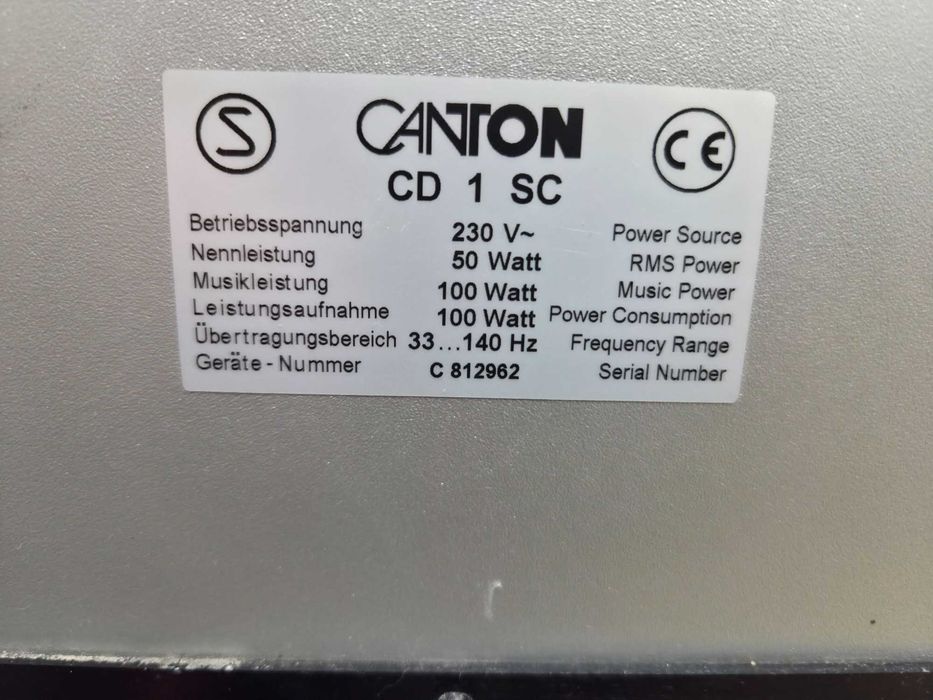 S CANTON CE
CD 1 SC
Betriebsspannung 230 V~ Power Source
Nennleistung 50 Watt RMS Power
Musikleistung 100 Watt Music Power
Leistungsaufnahme 100 Watt Power Consumption
Übertragungsbereich 33...140 Hz Frequency Range
Geräte - Nummer C 812962 Serial Number